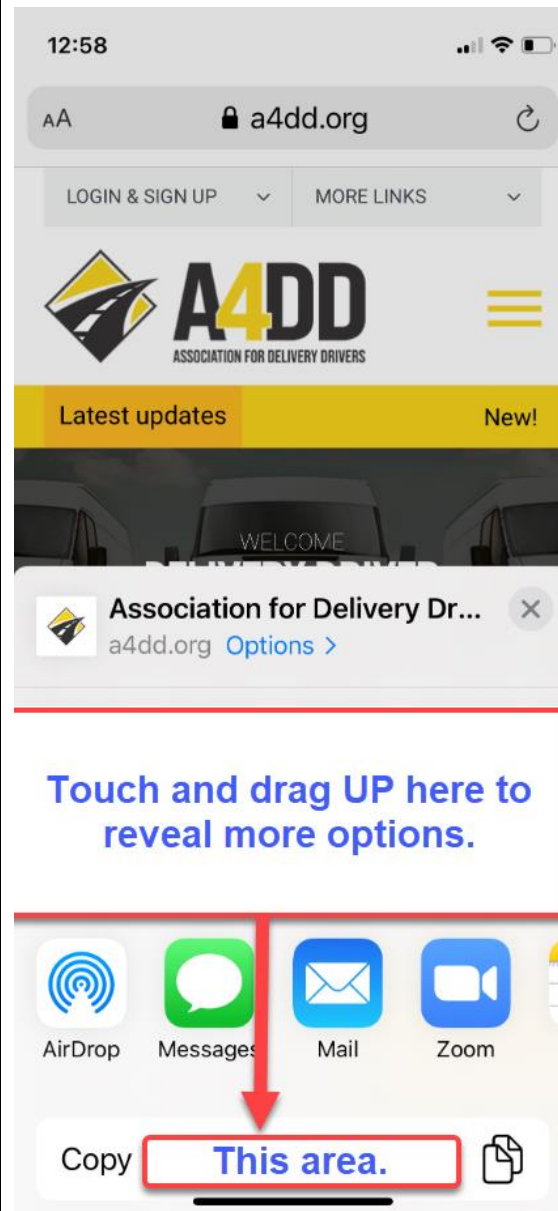 12:58
AA a4dd.org
LOGIN & SIGN UP MORE LINKS
A4DD
ASSOCIATION FOR DELIVERY DRIVERS
Latest updates New!
WELCOME
DELIVERY DRIVER
Association for Delivery Dr...
a4dd.org Options >
Touch and drag UP here to
reveal more options.
AirDrop Messages Mail Zoom
Copy This area.